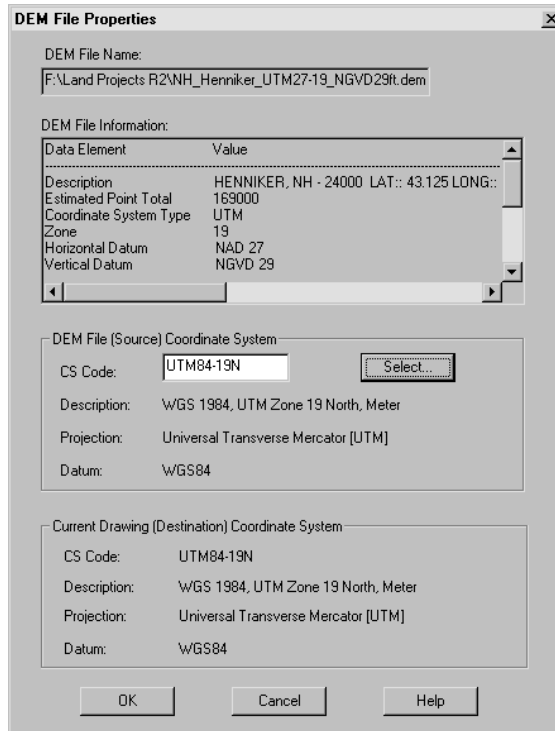 DEM File Properties
DEM File Name:
F:\Land Projects R2\NH_Henniker_UTM27-19_NGVD29ft.dem
DEM File Information:
Data Element Value
Description HENNIKER, NH - 24000 LAT:: 43.125 LONG::
Estimated Point Total 169000
Coordinate System Type UTM
Zone 19
Horizontal Datum NAD 27
Vertical Datum NGVD 29
DEM File (Source) Coordinate System
CS Code: UTM84-19N Select...
Description: WGS 1984, UTM Zone 19 North, Meter
Projection: Universal Transverse Mercator [UTM]
Datum: WGS84
Current Drawing (Destination) Coordinate System
CS Code: UTM84-19N
Description: WGS 1984, UTM Zone 19 North, Meter
Projection: Universal Transverse Mercator [UTM]
Datum: WGS84
OK Cancel Help